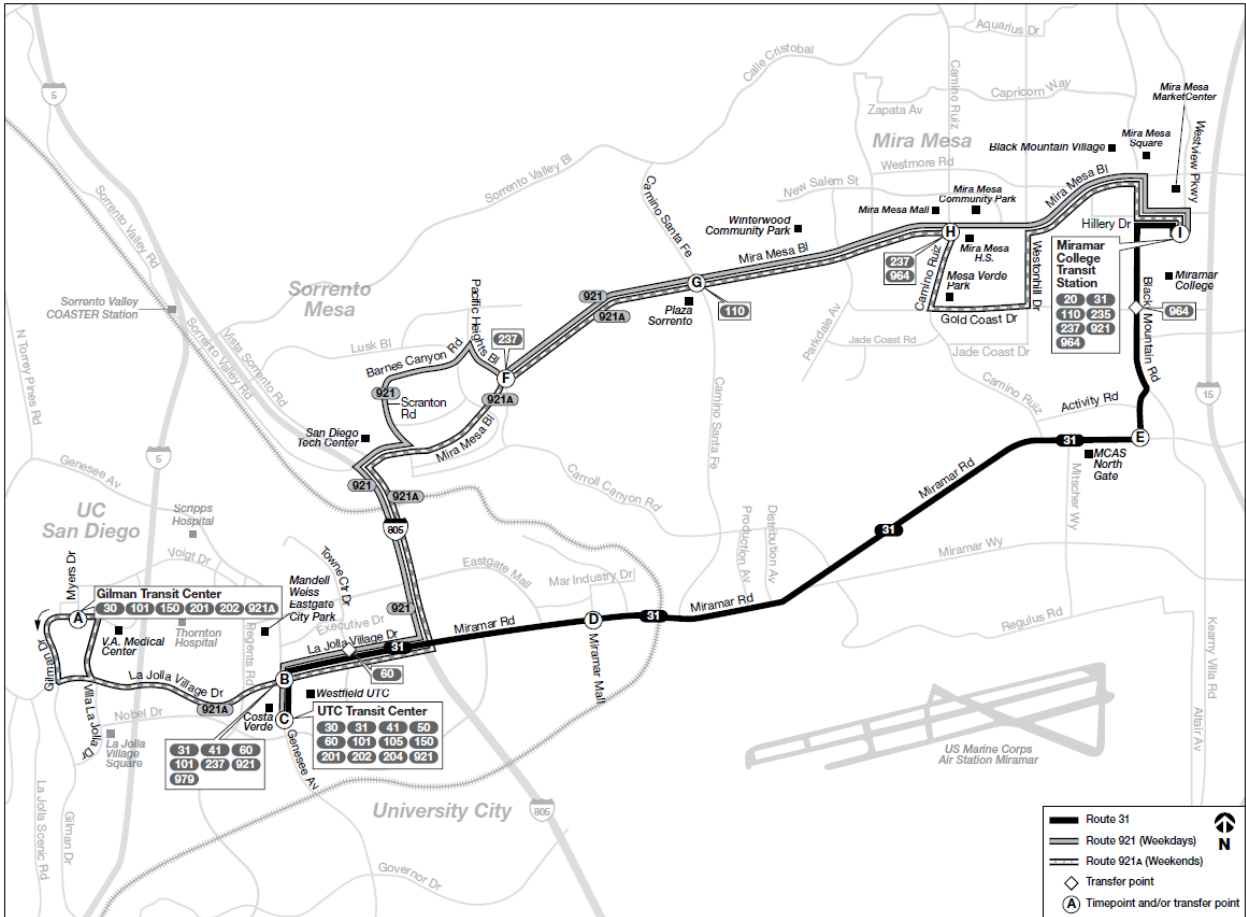 Aquarius Dr
Calle Cristobal
Camino Ruiz
Capricorn Way
Mira Mesa
MarketCenter
5
Zapata Av
Mira Mesa
Black Mountain Village
Mira Mesa
Square
Westview Pkwy
Westmore Rd
Sorrento Valley Bl
Camino Santa Fe
New Salem St
Mira Mesa Bl
Mira Mesa
Community Park
Mira Mesa Mall
Winterwood
Community Park
Hillery Dr
H
I
Sorrento Valley Rd
Mira Mesa Bl
Mira Mesa
H.S.
237
964
Camino Ruiz
Mesa Verde
Park
Westonhill Dr
Miramar
College
Transit
Station
20 31
110 235
237 921
964
Miramar
College
Black Mountain Rd
964
Sorrento
Mesa
Pacific Heights Bl
921
921A
G
Plaza
Sorrento
110
Gold Coast Dr
Sorrento Valley
COASTER Station
N Torrey Pines Rd
Vista Sorrento Rd
Sorrento Valley Rd
Lusk Bl
237
Parkdale Av
Jade Coast Rd
Jade Coast Dr
Barnes Canyon Rd
F
921
921A
Scranton
Rd
Camino Ruiz
15
Activity Rd
San Diego
Tech Center
Mira Mesa Bl
Camino Santa Fe
31
E
MCAS
North
Gate
5
Genesee Av
921
921A
Carroll Canyon Rd
Miramar Rd
Mitscher Wy
UC
San Diego
Scripps
Hospital
805
Production Av
Distribution Av
31
Miramar Wy
Voigt Dr
Myers Dr
Mandell
Weiss
Eastgate
City Park
Towne Ctr Dr
Eastgate Mall
Mar Industry Dr
Gilman Transit Center
30 101 150 201 202 921A
921
Miramar Rd
A
V.A. Medical
Center
Thornton
Hospital
Regents Rd
Executive Dr
Miramar Rd
D
31
Regulus Rd
Kearny Villa Rd
Gilman Dr
La Jolla Village Dr
31
Miramar Mall
La Jolla Village Dr
60
B
Villa La Jolla Dr
921A
Westfield UTC
Nobel Dr
Costa
Verde
C
UTC Transit Center
30 31 41 50
60 101 105 150
201 202 204 921
La Jolla
Village
Square
31 41 60
101 237 921
979
Genesee Av
US Marine Corps
Air Station Miramar
Altair Av
University City
805
La Jolla Scenic Rd
Gilman Dr
Governor Dr
Route 31
Route 921 (Weekdays)
N
Route 921A (Weekends)
Transfer point
A Timepoint and/or transfer point